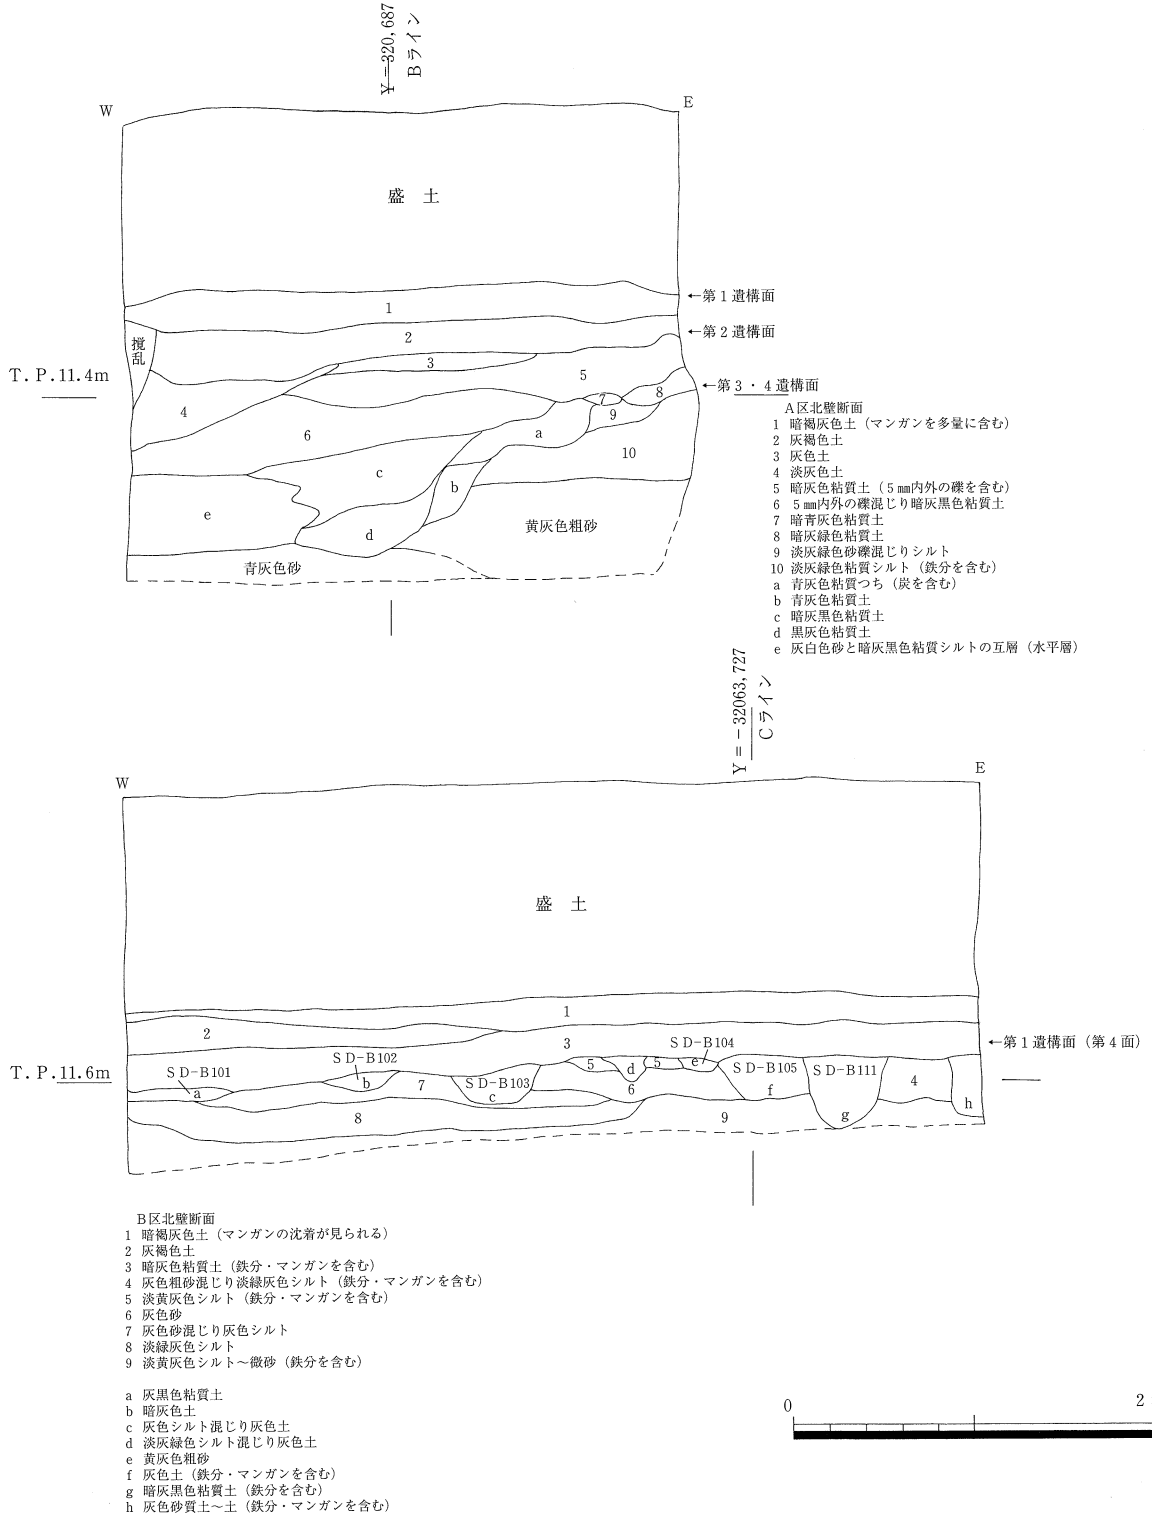 Y=320,687
Bライン
W
E
盛 土
←第1遺構面
1
←第2遺構面
2
攪乱
3
T.P.11.4m
5
←第3・4遺構面
7
8
4
9
6
a
10
c
b
e
d
黄灰色粗砂
青灰色砂
A区北壁断面
1 暗褐灰色土（マンガンを多量に含む）
2 灰褐色土
3 灰色土
4 淡灰色土
5 暗灰色粘質土（5㎜内外の礫を含む）
6 5㎜内外の礫混じり暗灰黒色粘質土
7 暗青灰色粘質土
8 暗灰緑色粘質土
9 淡灰緑色砂礫混じりシルト
10 淡灰緑色粘質シルト（鉄分を含む）
a 青灰色粘質つち（炭を含む）
b 青灰色粘質土
c 暗灰黒色粘質土
d 黒灰色粘質土
e 灰白色砂と暗灰黒色粘質シルトの互層（水平層）
Y=-32063,727
Cライン
W
E
盛 土
1
2
3
←第1遺構面（第4面）
SD-B104
SD-B102
T.P.11.6m
SD-B101
5
d
5
e
SD-B105
SD-B111
a
b
7
SD-B103
c
6
f
4
h
8
9
g
B区北壁断面
1 暗褐灰色土（マンガンの沈着が見られる）
2 灰褐色土
3 暗灰色粘質土（鉄分・マンガンを含む）
4 灰色粗砂混じり淡緑灰色シルト（鉄分・マンガンを含む）
5 淡黄灰色シルト（鉄分・マンガンを含む）
6 灰色砂
7 灰色砂混じり灰色シルト
8 淡緑灰色シルト
9 淡黄灰色シルト～微砂（鉄分を含む）
a 灰黒色粘質土
b 暗灰色土
c 灰色シルト混じり灰色土
d 淡灰緑色シルト混じり灰色土
e 黄灰色粗砂
f 灰色土（鉄分・マンガンを含む）
g 暗灰黒色粘質土（鉄分を含む）
h 灰色砂質土～土（鉄分・マンガンを含む）
0
2